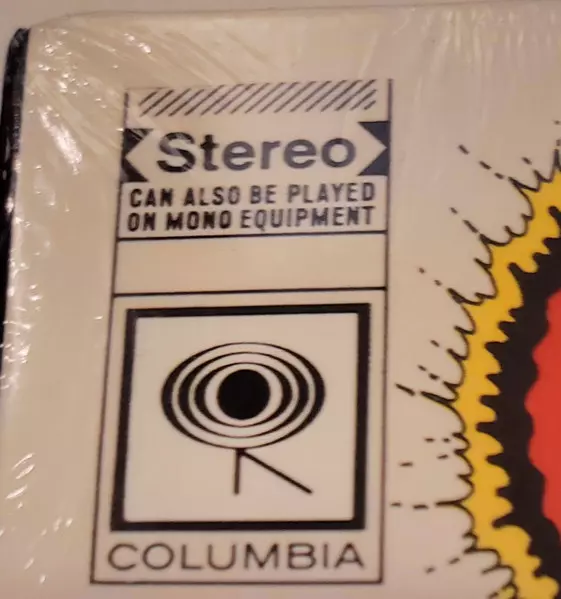 Stereo
CAN ALSO BE PLAYED
ON MONO EQUIPMENT
COLUMBIA